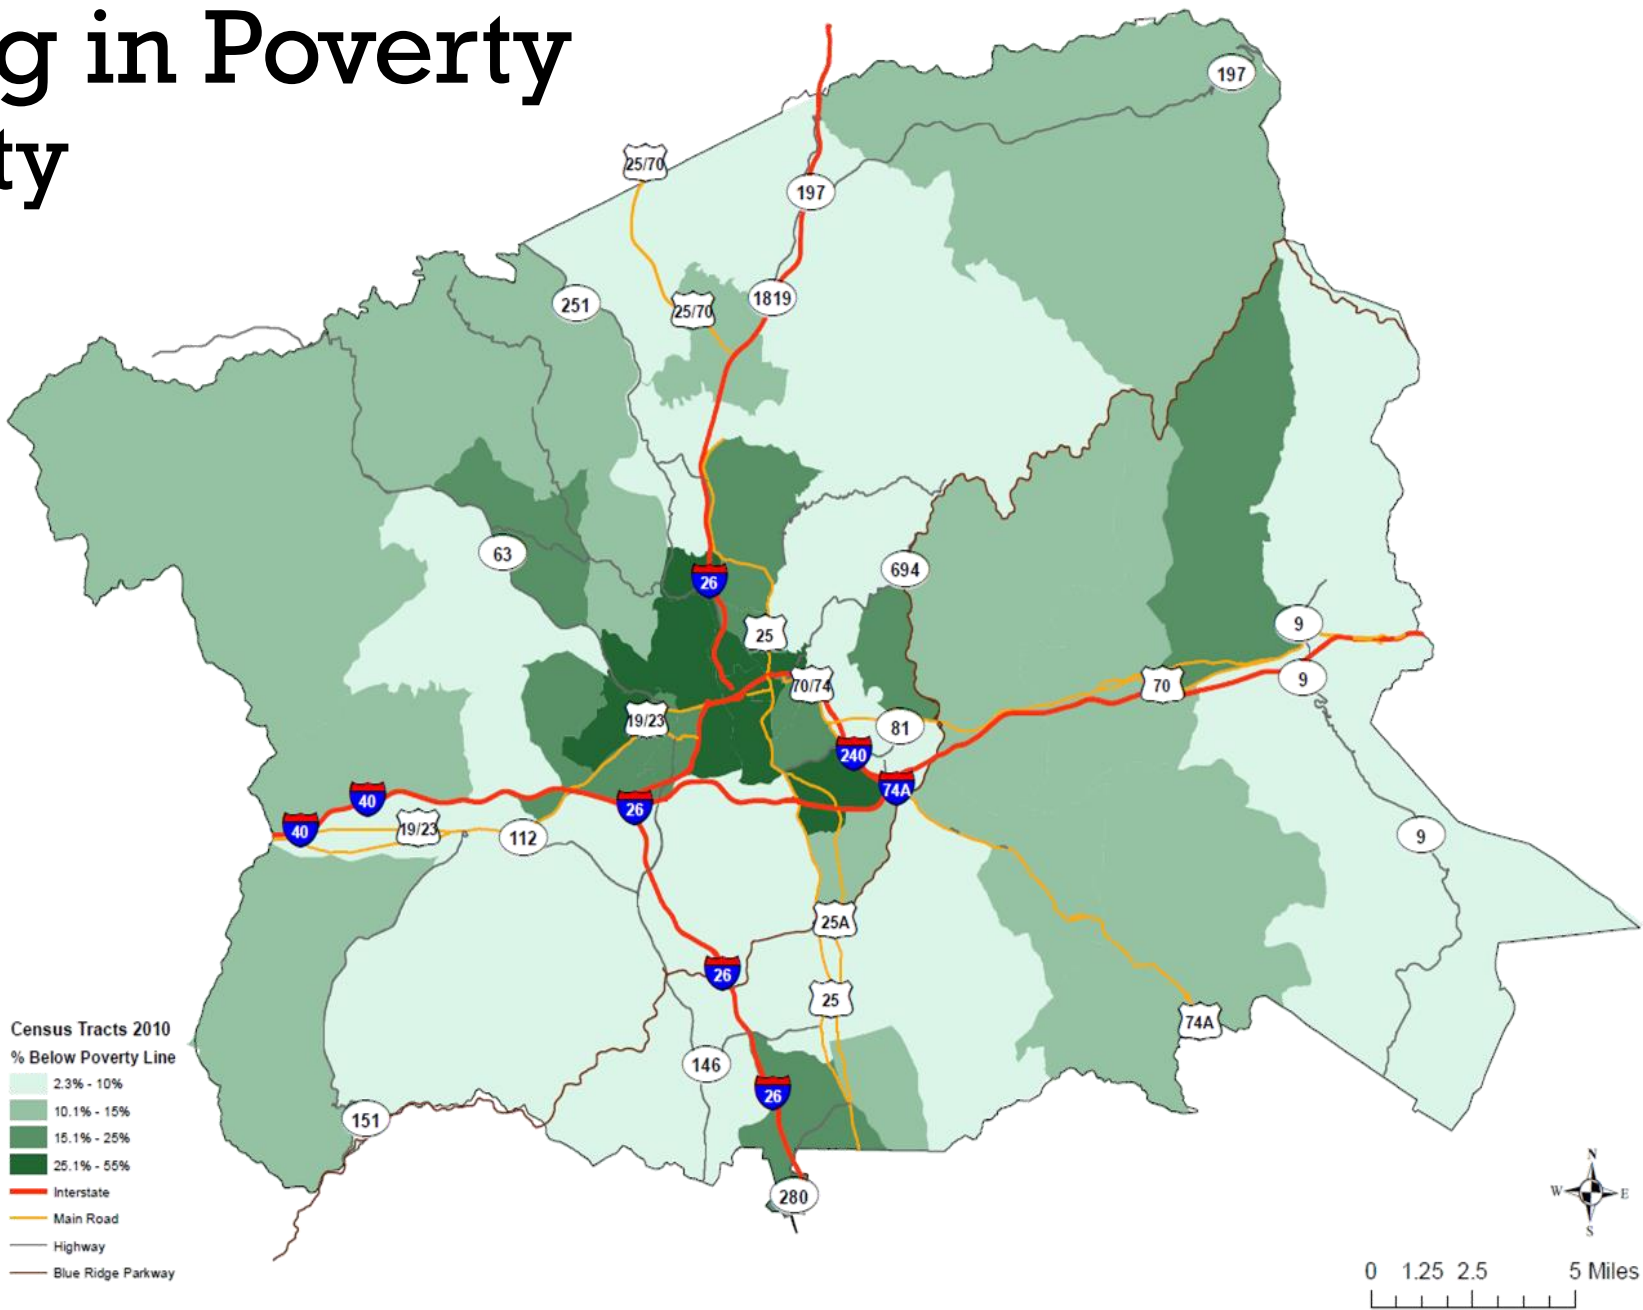 g in Poverty
ty
197
25/70
197
251
25/70
1819
63
26
694
25
9
70/74
70
9
19/23
81
240
40
74A
26
40
19/23
112
9
25A
26
25
74A
Census Tracts 2010
% Below Poverty Line
2.3% - 10%
10.1% - 15%
15.1% - 25%
25.1% - 55%
Interstate
Main Road
Highway
Blue Ridge Parkway
146
26
151
280
N
W E
S
0 1.25 2.5 5 Miles